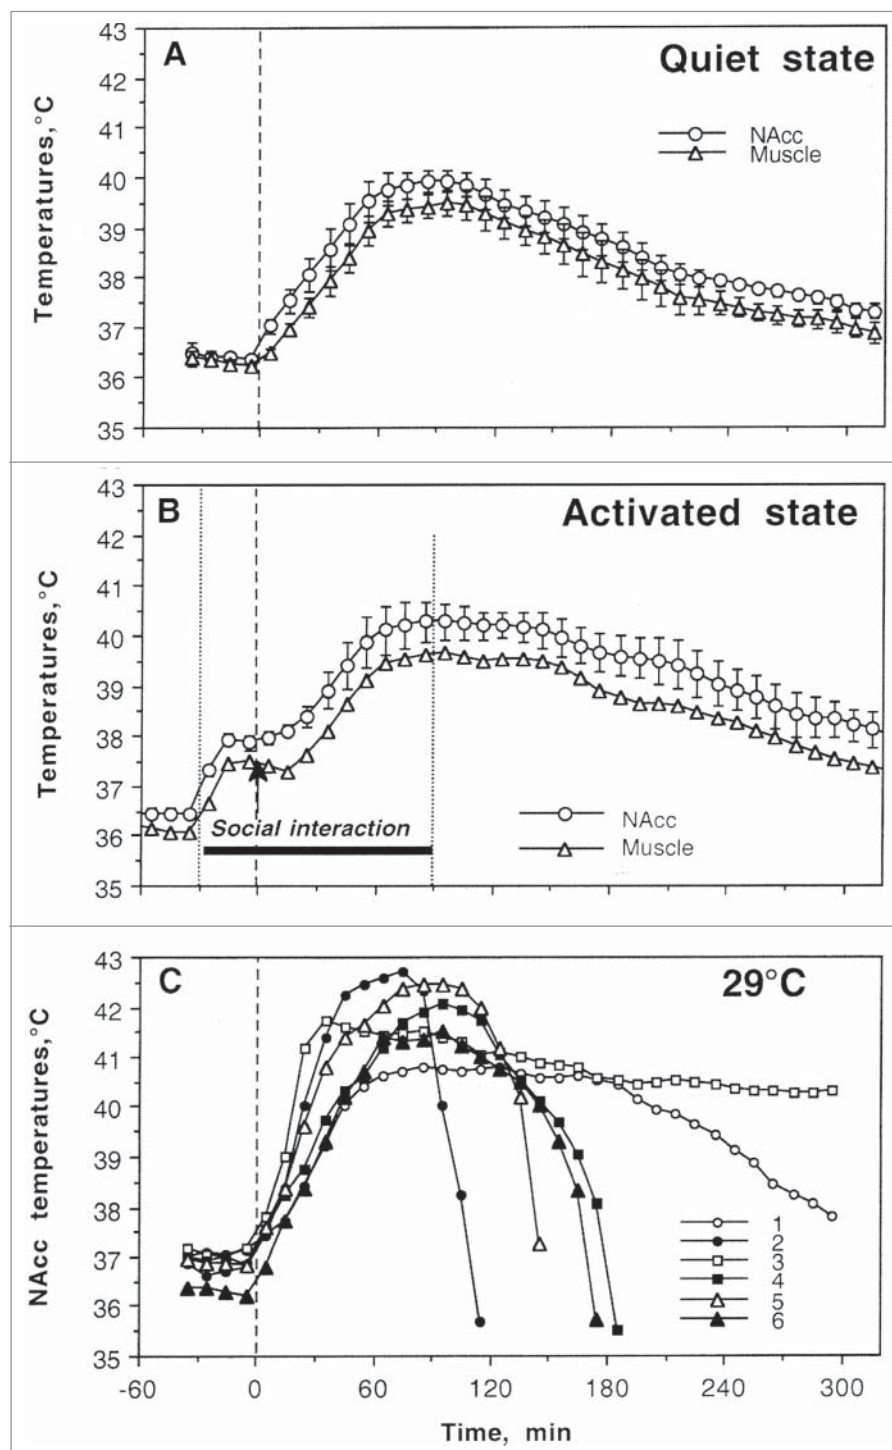 A
Quiet state
NAcc
Muscle
Temperatures,°C
43
42
41
40
39
38
37
36
35
B
Activated state
Social interaction
NAcc
Muscle
Temperatures,°C
43
42
41
40
39
38
37
36
35
C
29°C
1
2
3
4
5
6
NAcc temperatures,°C
43
42
41
40
39
38
37
36
35
-60 0 60 120 180 240 300
Time, min